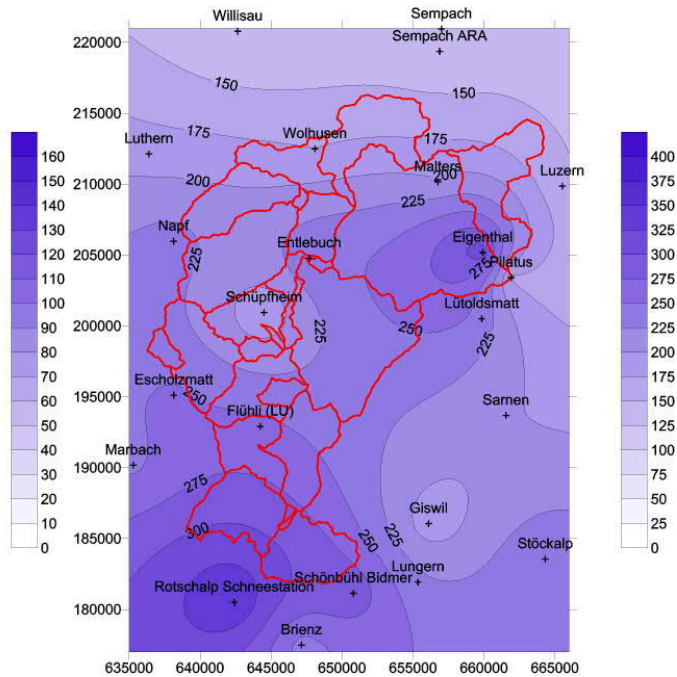 Willisau
Sempach
220000
Sempach ARA
150
150
215000
175
175
Wolhusen
Luthern
Malters
200
200
Luzern
210000
225
Napf
Eigenthal
Entlebuch
225
205000
275
Pilatus
Schüpfheim
Lütoldsmatt
200000
225
250
225
Escholzmatt
250
195000
Flühli (LU)
Sarnen
Marbach
190000
275
Giswil
300
225
185000
250
Stöckalp
Lungern
Schönbühl Bidmer
Rotschalp Schneestation
180000
Brienz
635000 640000 645000 650000 655000 660000 665000
160
150
140
130
120
110
100
90
80
70
60
50
40
30
20
10
0
400
375
350
325
300
275
250
225
200
175
150
125
100
75
50
25
0